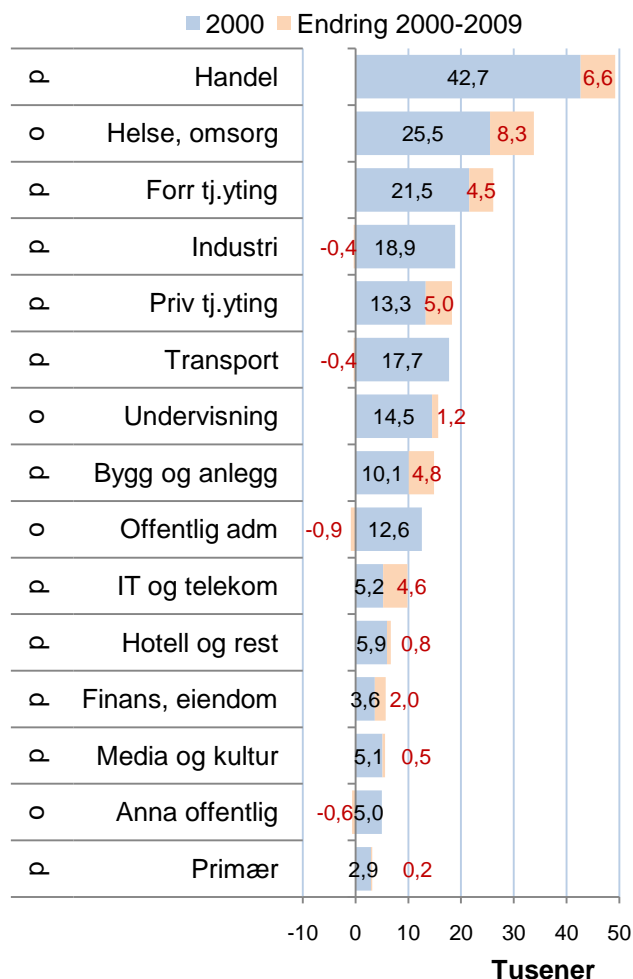 2000 Endring 2000-2009
p Handel 42,7 6,6
o Helse, omsorg 25,5 8,3
p Forr tj.yting 21,5 4,5
p Industri -0,4 18,9
p Priv tj.yting 13,3 5,0
p Transport -0,4 17,7
o Undervisning 14,5 1,2
p Bygg og anlegg 10,1 4,8
o Offentlig adm -0,9 12,6
p IT og telekom 5,2 4,6
p Hotell og rest 5,9 0,8
p Finans, eiendom 3,6 2,0
p Media og kultur 5,1 0,5
o Anna offentlig -0,6 5,0
p Primær 2,9 0,2
-10 0 10 20 30 40 50
Tusener